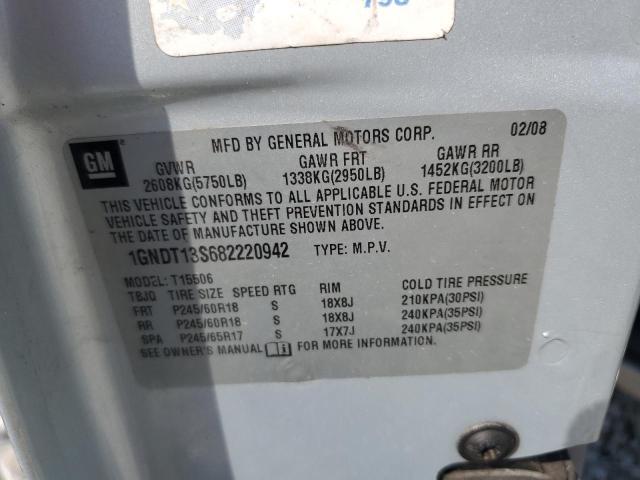 GM
MFD BY GENERAL MOTORS CORP. 02/08
GVWR GAWR FRT GAWR RR
2608KG(5750LB) 1338KG(2950LB) 1452KG(3200LB)
THIS VEHICLE CONFORMS TO ALL APPLICABLE U.S. FEDERAL MOTOR
VEHICLE SAFETY AND THEFT PREVENTION STANDARDS IN EFFECT ON
THE DATE OF MANUFACTURE SHOWN ABOVE.
1GNDT13S682220942 TYPE: M.P.V.
MODEL: T15506
TBJQ TIRE SIZE SPEED RTG RIM COLD TIRE PRESSURE
FRT P245/60R18 S 18X8J 210KPA(30PSI)
RR P245/60R18 S 18X8J 240KPA(35PSI)
SPA P245/65R17 S 17X7J 240KPA(35PSI)
SEE OWNER'S MANUAL FOR MORE INFORMATION.